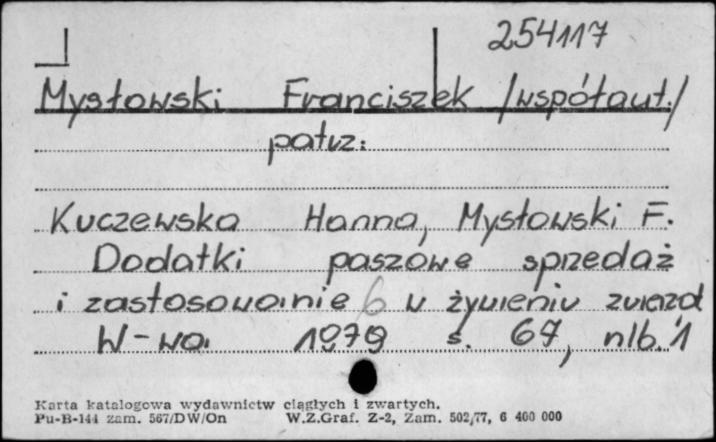 254117
Mysłowski Franciszek /współaut./
patrz:
Kuczewska Hanna, Mysłowski F.
Dodatki paszowe sprzedaż
i zastosowanie 6 w żywieniu zwierząt
W-wa 1979 s. 67, nlb. 1
Karta katalogowa wydawnictw ciągłych i zwartych.
Pu-B-144 zam. 567/DW/On W.Z.Graf. Z-2, Zam. 502/77, 6 400 000